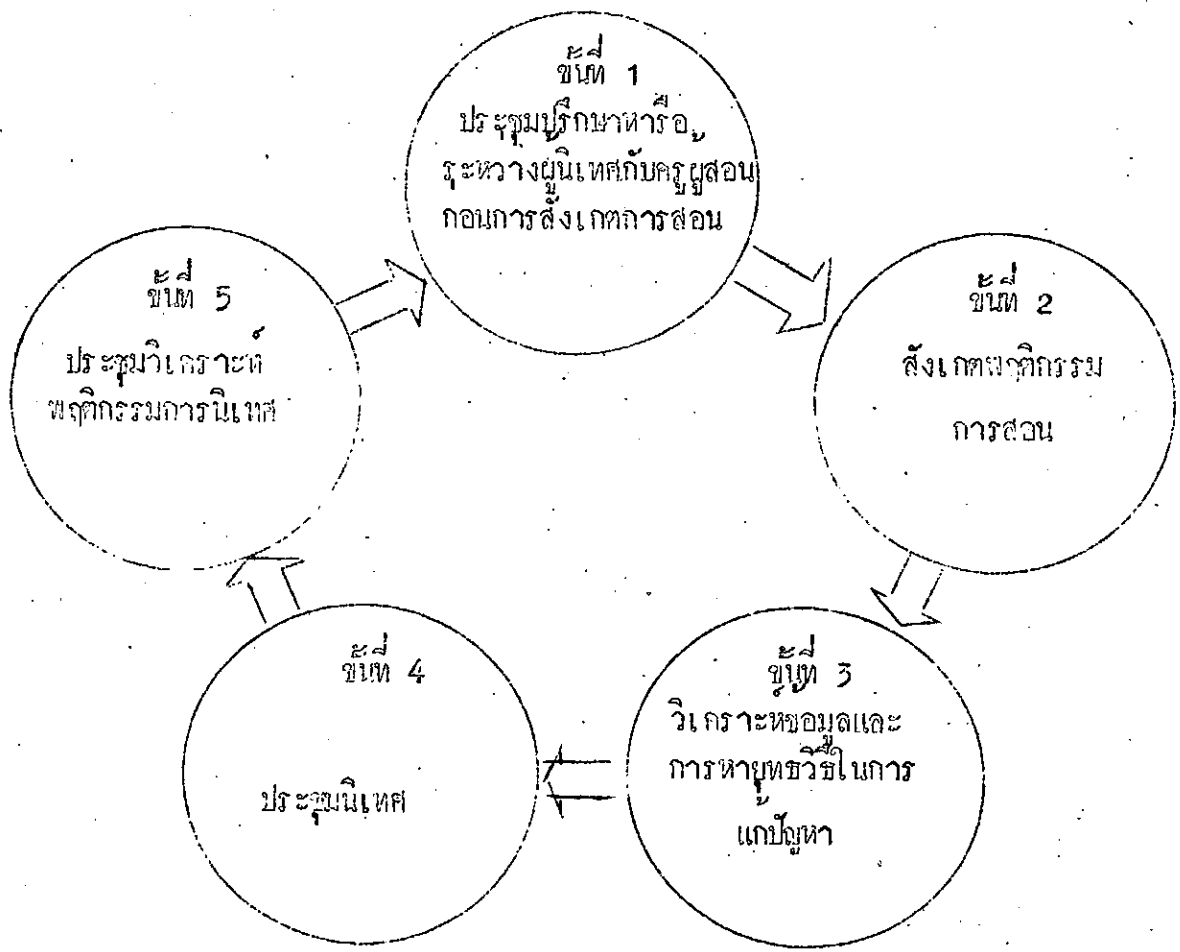 ขั้นที่ 1
ประชุมปรึกษาหารือ
ระหว่างผู้นิเทศกับครูผู้สอน
ก่อนการสังเกตการสอน
ขั้นที่ 2
สังเกตพฤติกรรม
การสอน
ขั้นที่ 3
วิเคราะห์ข้อมูลและ
การหายุทธวิธีในการ
แก้ปัญหา
ขั้นที่ 4
ประชุมนิเทศ
ขั้นที่ 5
ประชุมวิเคราะห์
พฤติกรรมการนิเทศ